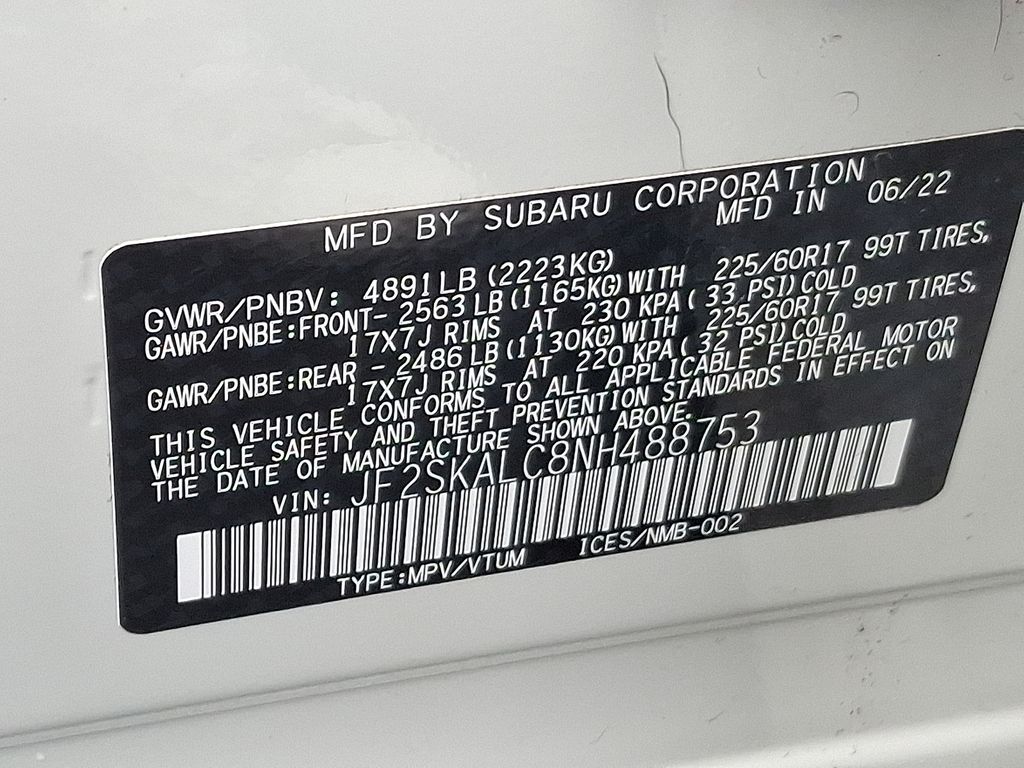 MFD BY SUBARU CORPORATION
MFD IN 06/22
GVWR/PNBV: 4891LB (2223KG)
GAWR/PNBE:FRONT- 2563LB(1165KG)WITH 225/60R17 99T TIRES,
17X7J RIMS AT 230 KPA( 33 PSI)COLD
GAWR/PNBE:REAR - 2486LB(1130KG)WITH 225/60R17 99T TIRES,
17X7J RIMS AT 220 KPA( 32 PSI)COLD
THIS VEHICLE CONFORMS TO ALL APPLICABLE FEDERAL MOTOR
VEHICLE SAFETY AND THEFT PREVENTION STANDARDS IN EFFECT ON
THE DATE OF MANUFACTURE SHOWN ABOVE.
VIN: JF2SKALC8NH488753
TYPE:MPV/VTUM ICES/NMB-002